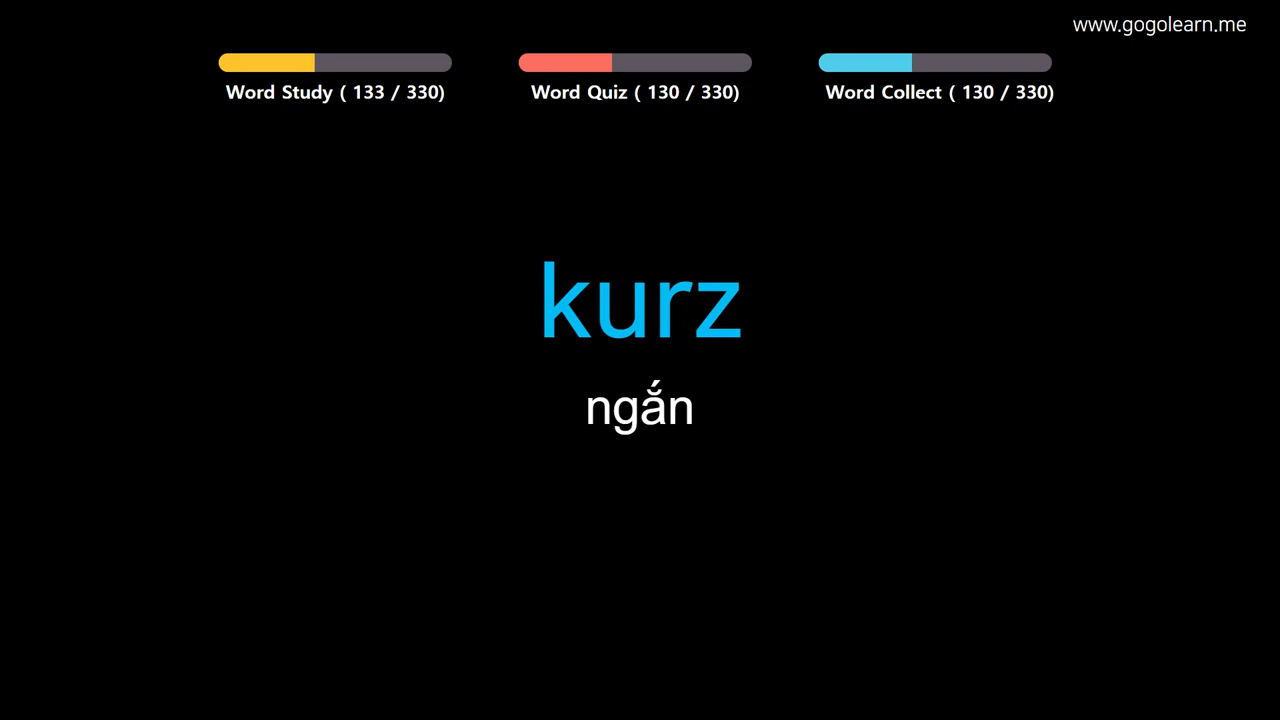 www.gogolearn.me
Word Study ( 133 / 330)
Word Quiz ( 130 / 330)
Word Collect ( 130 / 330)
kurz
ngắn